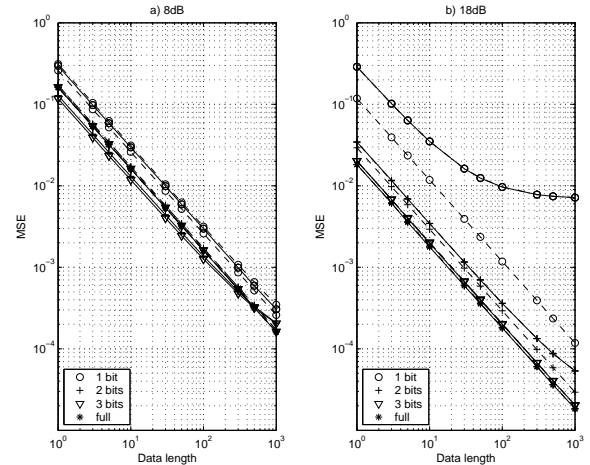 a) 8dB
10^0
10^-1
10^-2
10^-3
10^-4
MSE
1 bit
2 bits
3 bits
full
10^0 10^1 10^2 10^3
Data length
b) 18dB
10^0
10^-1
10^-2
10^-3
10^-4
MSE
1 bit
2 bits
3 bits
full
10^0 10^1 10^2 10^3
Data length